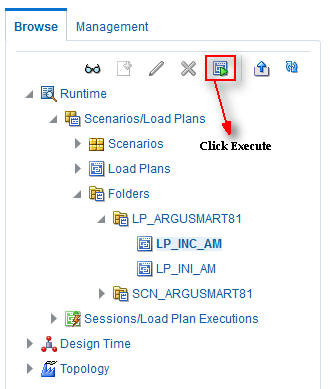 Browse Management
Runtime
Click Execute
Scenarios/Load Plans
Scenarios
Load Plans
Folders
LP_ARGUSMART81
LP_INC_AM
LP_INI_AM
SCN_ARGUSMART81
Sessions/Load Plan Executions
Design Time
Topology